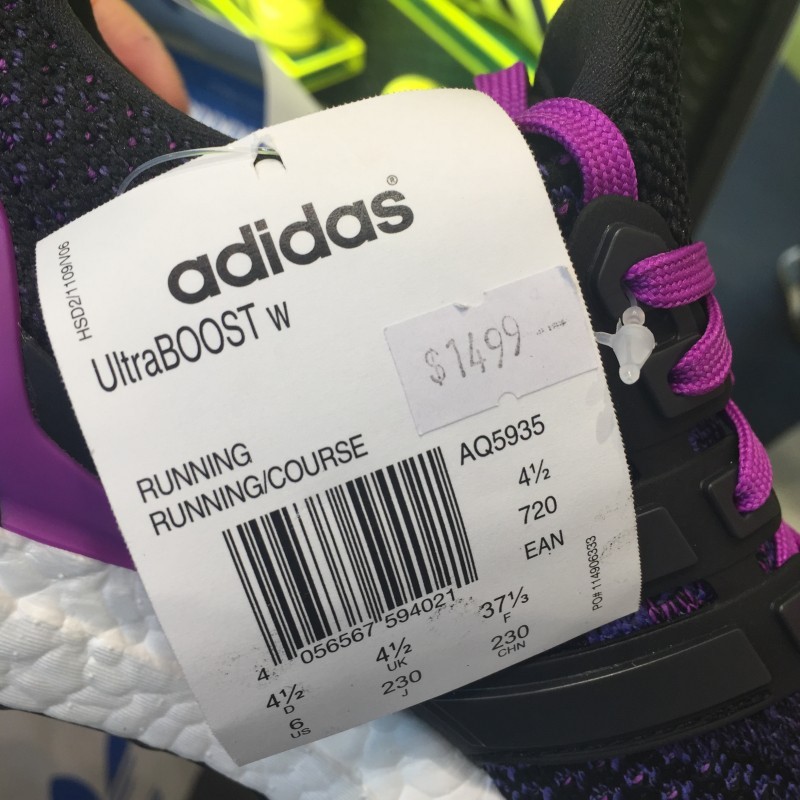 HSD2/1109/V06
adidas®
UltraBOOST W
$1499
RUNNING
RUNNING/COURSE
AQ5935
4½
720
EAN
4 056567 594021
PO# 1149063333
4½
D
4½
UK
37⅓
F
6
US
230
J
230
CHN